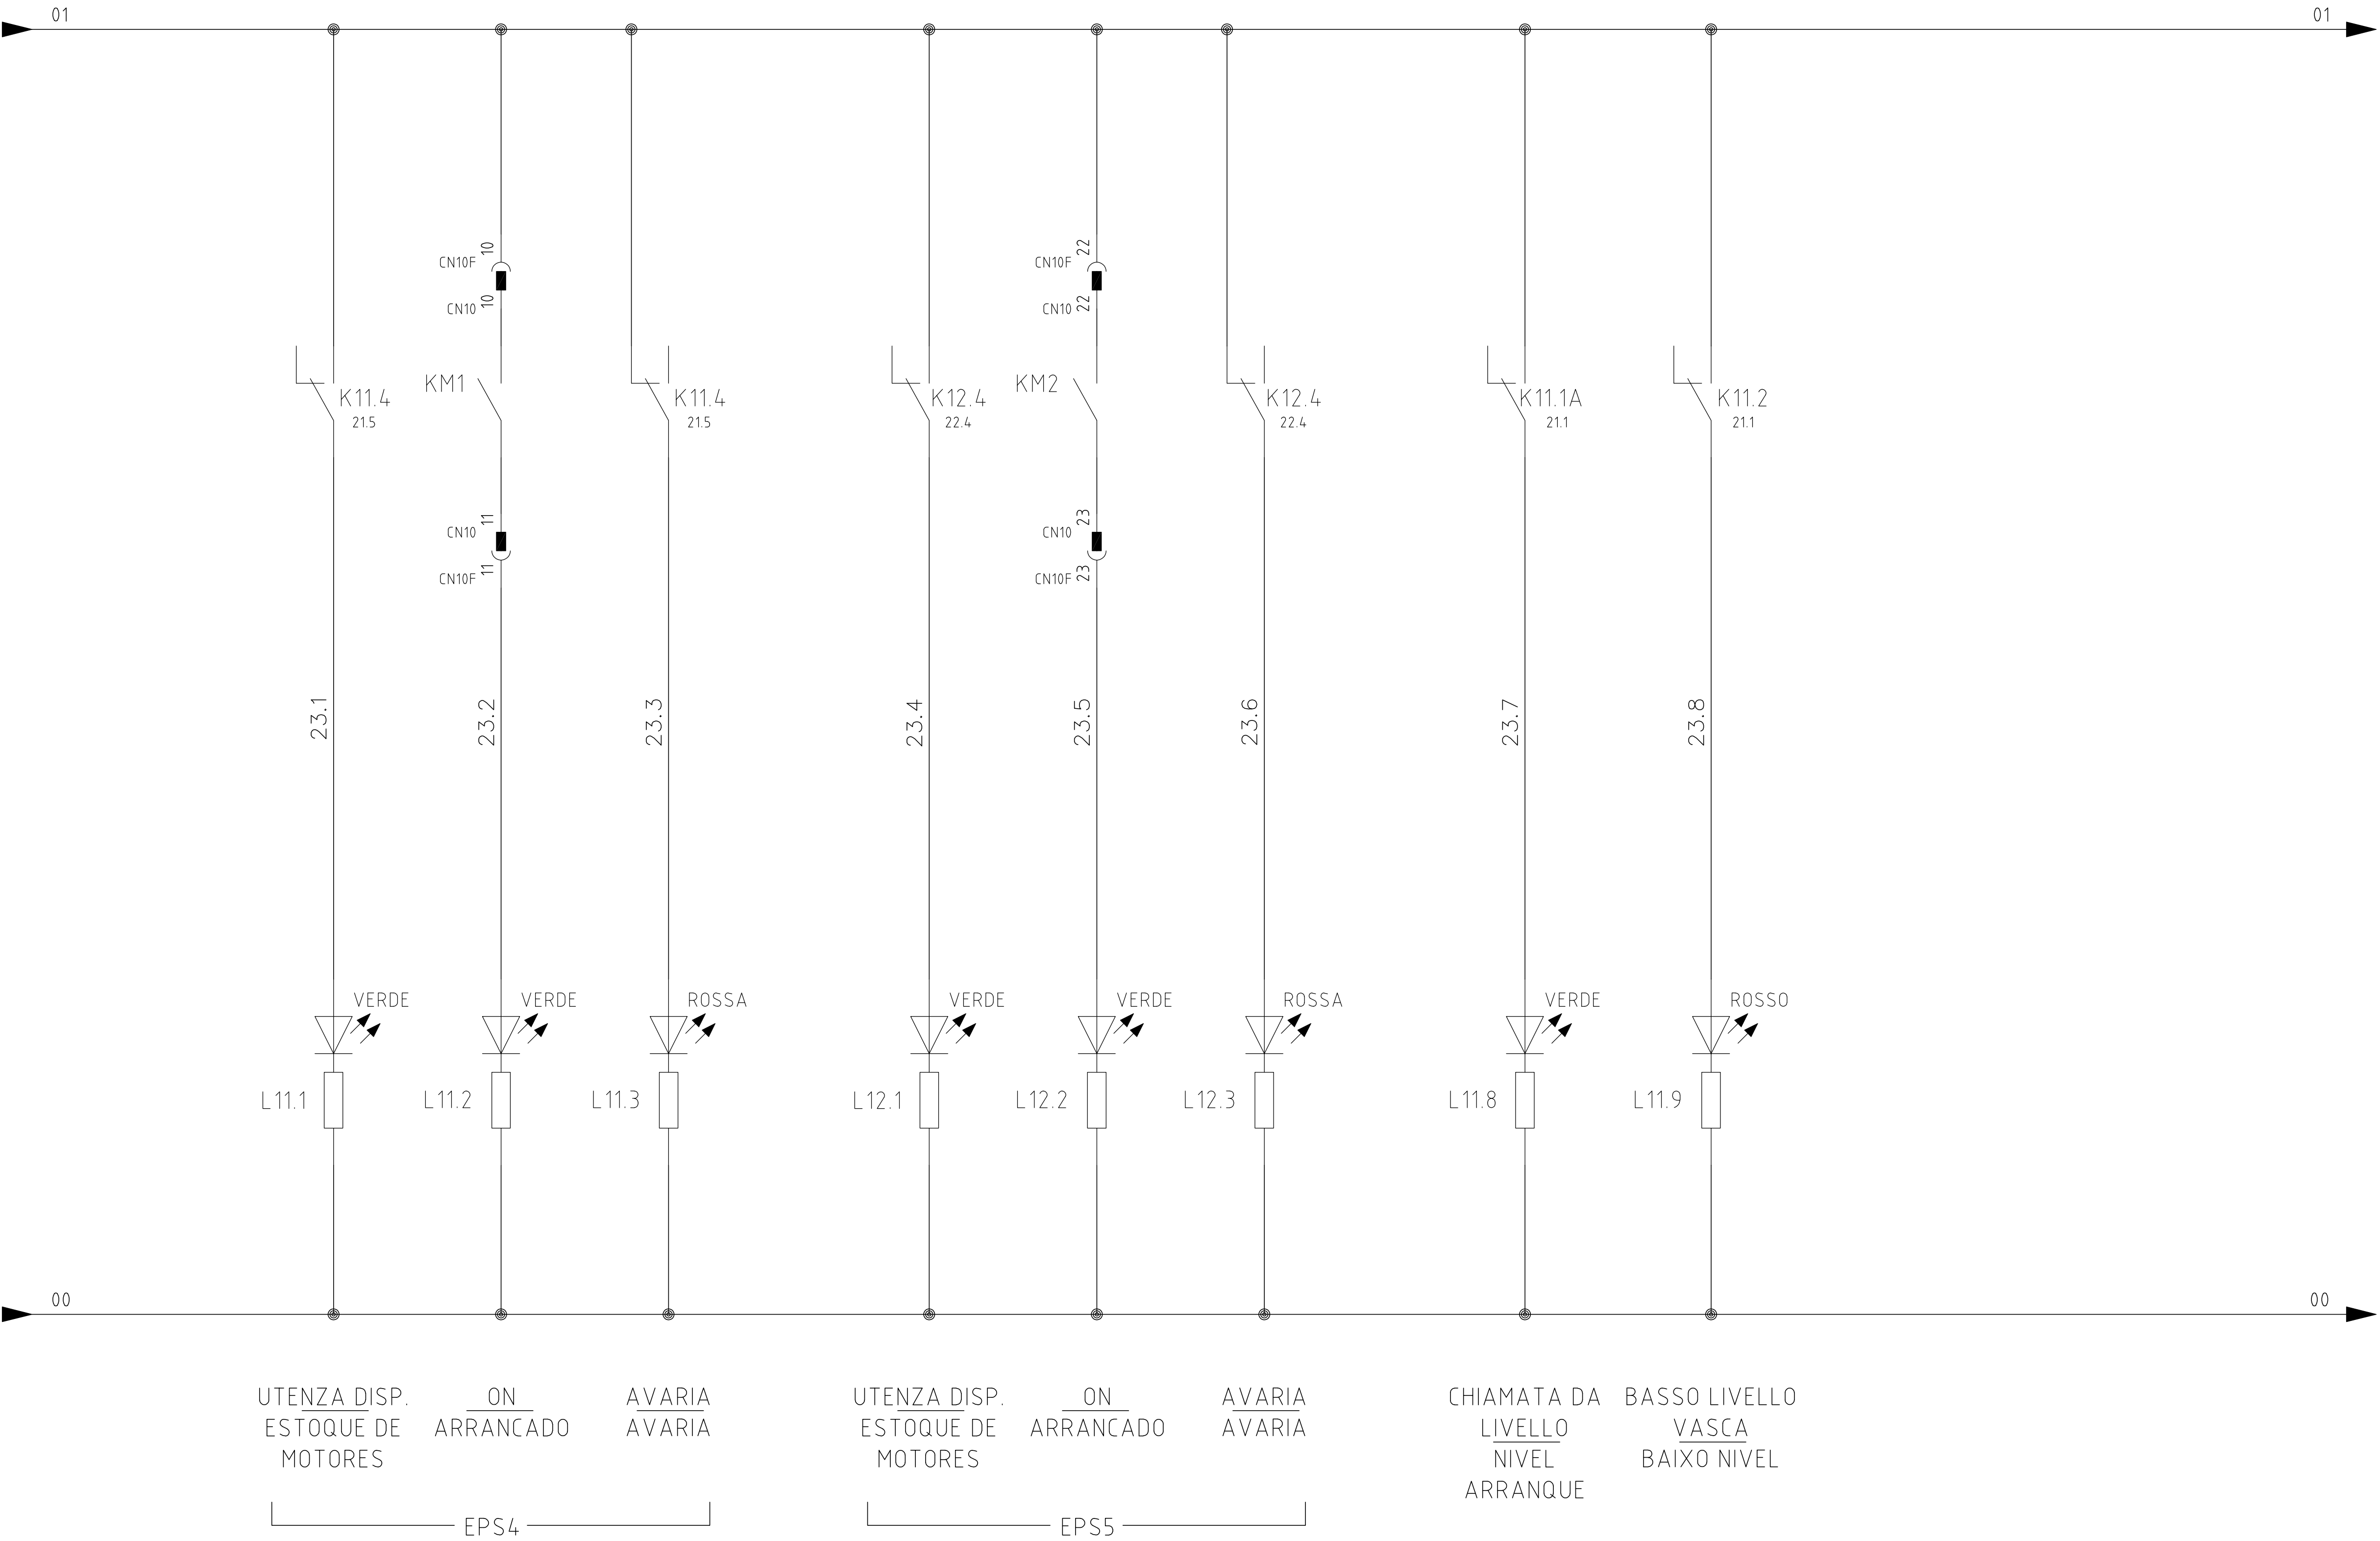 01
01
10
10
10
CN10F
10
CN10
22
CN10F
22
CN10
K11.4
21.5
KM1
K11.4
21.5
K12.4
22.4
KM2
K12.4
22.4
K11.1A
21.1
K11.2
21.1
11
CN10
11
CN10F
23
CN10
23
CN10F
23.1
23.2
23.3
23.4
23.5
23.6
23.7
23.8
VERDE
VERDE
ROSSA
VERDE
VERDE
ROSSA
VERDE
ROSSO
L11.1
L11.2
L11.3
L12.1
L12.2
L12.3
L11.8
L11.9
00
00
UTENZA DISP.
ESTOQUE DE
MOTORES
ON
ARRANCADO
AVARIA
AVARIA
UTENZA DISP.
ESTOQUE DE
MOTORES
ON
ARRANCADO
AVARIA
AVARIA
CHIAMATA DA
LIVELLO
NIVEL
ARRANQUE
BASSO LIVELLO
VASCA
BAIXO NIVEL
EPS4
EPS5